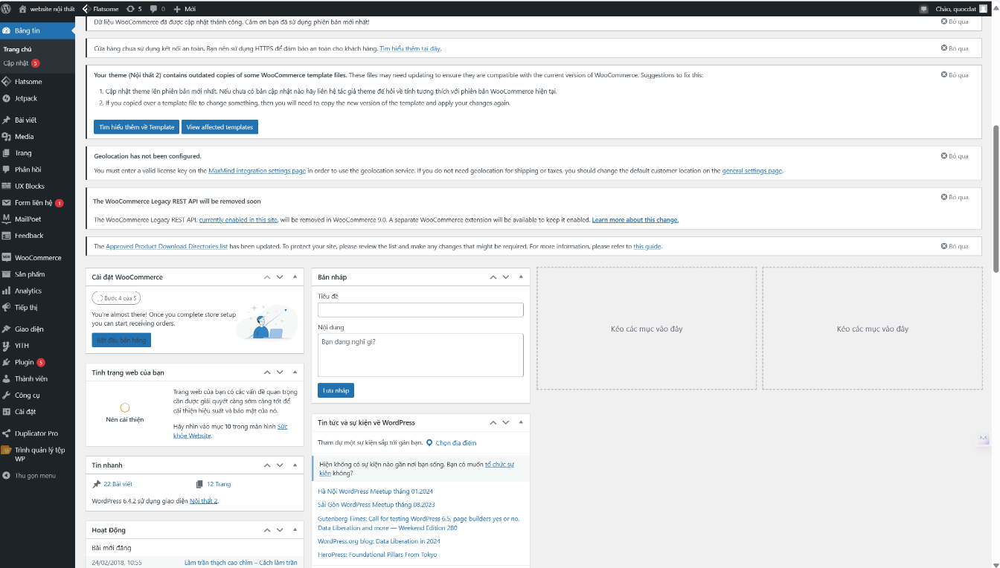 website nội thất
Flatsome
5
0
Mới
Chào, quocdat
Bảng tin
Trang chủ
Cập nhật 5
Flatsome
Jetpack
Bài viết
Media
Trang
Phản hồi
UX Blocks
Form liên hệ 1
MailPoet
Feedback
WooCommerce
Sản phẩm
Analytics
Tiếp thị
Giao diện
YITH
Plugin 5
Thành viên
Công cụ
Cài đặt
Duplicator Pro
Trình quản lý tệp
WP
Thu gọn menu
Dữ liệu WooCommerce đã được cập nhật thành công. Cảm ơn bạn đã sử dụng phiên bản mới nhất!
Bỏ qua
Cửa hàng chưa sử dụng kết nối an toàn. Bạn nên sử dụng HTTPS để đảm bảo an toàn cho khách hàng. Tìm hiểu thêm tại đây.
Bỏ qua
Your theme (Nội thất 2) contains outdated copies of some WooCommerce template files. These files may need updating to ensure they are compatible with the current version of WooCommerce. Suggestions to fix this:
Bỏ qua
1. Cập nhật theme lên phiên bản mới nhất. Nếu chưa có bản cập nhật nào hãy liên hệ tác giả theme để hỏi về tính tương thích với phiên bản WooCommerce hiện tại.
2. If you copied over a template file to change something, then you will need to copy the new version of the template and apply your changes again.
Tìm hiểu thêm về Template
View affected templates
Geolocation has not been configured.
Bỏ qua
You must enter a valid license key on the MaxMind integration settings page in order to use the geolocation service. If you do not need geolocation for shipping or taxes, you should change the default customer location on the general settings page.
The WooCommerce Legacy REST API will be removed soon
Bỏ qua
The WooCommerce Legacy REST API, currently enabled in this site, will be removed in WooCommerce 9.0. A separate WooCommerce extension will be available to keep it enabled. Learn more about this change.
The Approved Product Download Directories list has been updated. To protect your site, please review the list and make any changes that might be required. For more information, please refer to this guide.
Bỏ qua
Cài đặt WooCommerce
Bước 4 của 5
You're almost there! Once you complete store setup
you can start receiving orders.
Bắt đầu bán hàng
Tình trạng web của bạn
Nên cải thiện
Trang web của bạn có các vấn đề quan trọng
cần được giải quyết càng sớm càng tốt để
cải thiện hiệu suất và bảo mật của nó.
Hãy nhìn vào mục 10 trong màn hình Sức
khỏe Website.
Tin nhanh
22 Bài viết
12 Trang
WordPress 6.4.2 sử dụng giao diện Nội thất 2.
Hoạt Động
Bài mới đăng
24/02/2018, 10:55
Làm trần thạch cao chìm – Cách làm trần
Bản nháp
Tiêu đề
Nội dung
Bạn đang nghĩ gì?
Lưu nháp
Tin tức và sự kiện về WordPress
Tham dự một sự kiện sắp tới gần bạn. Chọn địa điểm
Hiện không có sự kiện nào gần nơi bạn sống. Bạn có muốn tổ chức sự
kiện không?
Hà Nội WordPress Meetup tháng 01.2024
Sài Gòn WordPress Meetup tháng 08.2023
Gutenberg Times: Call for testing WordPress 6.5, page builders yes or no,
Data Liberation and more — Weekend Edition 280
WordPress.org blog: Data Liberation in 2024
HeroPress: Foundational Pillars From Tokyo
Kéo các mục vào đây
Kéo các mục vào đây